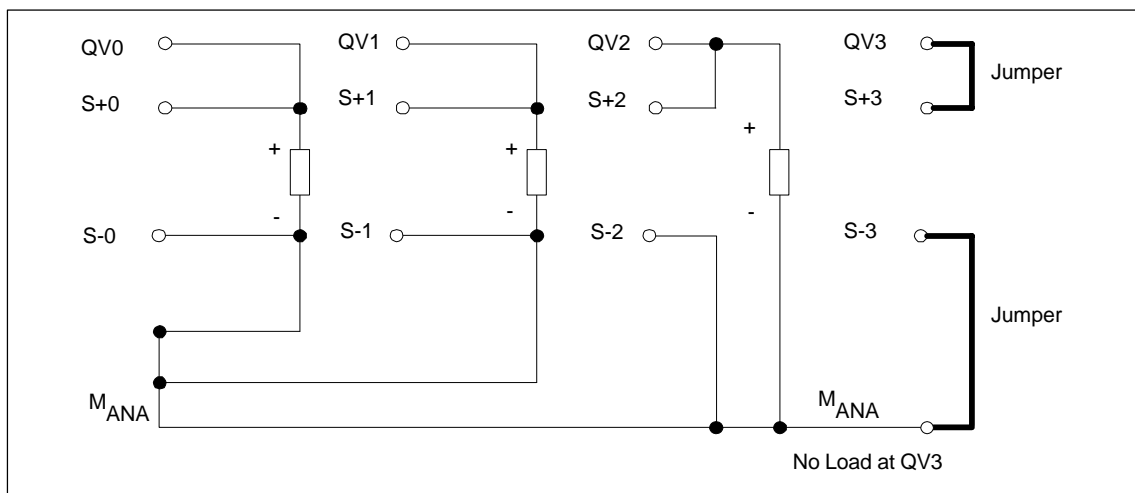 QV0 QV1 QV2 QV3
Jumper
S+0 S+1 S+2 S+3
+ + +
- - -
S-0 S-1 S-2 S-3
Jumper
MANA MANA
No Load at QV3